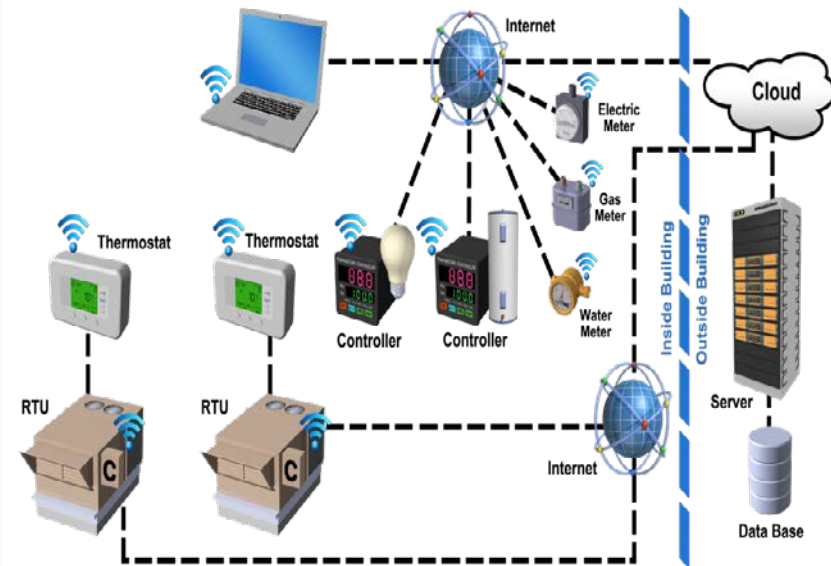 Internet
Cloud
Electric
Meter
Gas
Meter
Thermostat
Thermostat
Water
Meter
Controller
Controller
Inside Building
Outside Building
RTU
RTU
C
C
Server
Internet
Data Base